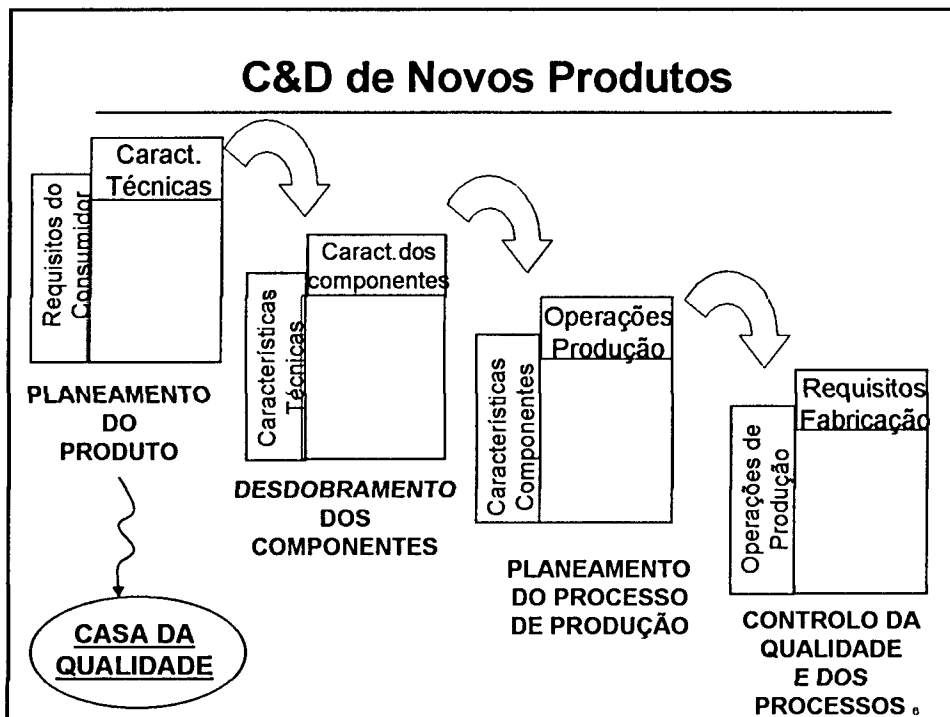 C&D de Novos Produtos
Caract.
Técnicas
Requisitos do
Consumidor
PLANEAMENTO
DO
PRODUTO
CASA DA
QUALIDADE
Caract. dos
componentes
Características
Técnicas
DESDOBRAMENTO
DOS
COMPONENTES
Operações
Produção
Características
Componentes
PLANEAMENTO
DO PROCESSO
DE PRODUÇÃO
Requisitos
Fabricação
Operações de
Produção
CONTROLO DA
QUALIDADE
E DOS
PROCESSOS
6